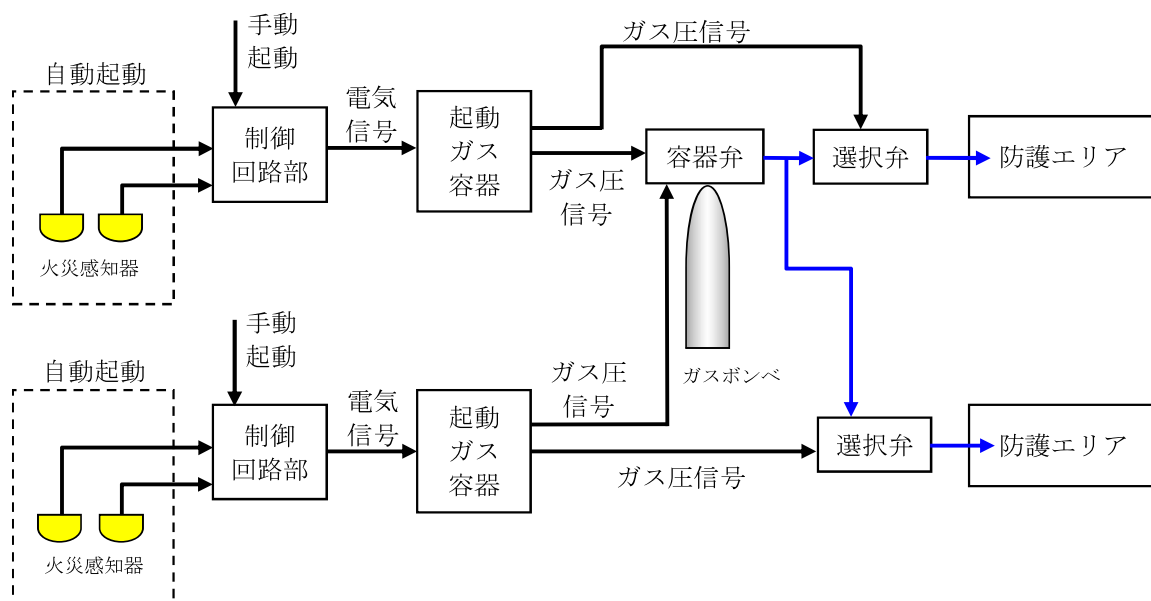 手動
起動
自動起動
火災感知器
制御
回路部
電気
信号
起動
ガス
容器
ガス圧信号
ガス圧
信号
容器弁
ガスボンベ
選択弁
防護エリア
手動
起動
自動起動
火災感知器
制御
回路部
電気
信号
起動
ガス
容器
ガス圧
信号
ガス圧信号
選択弁
防護エリア